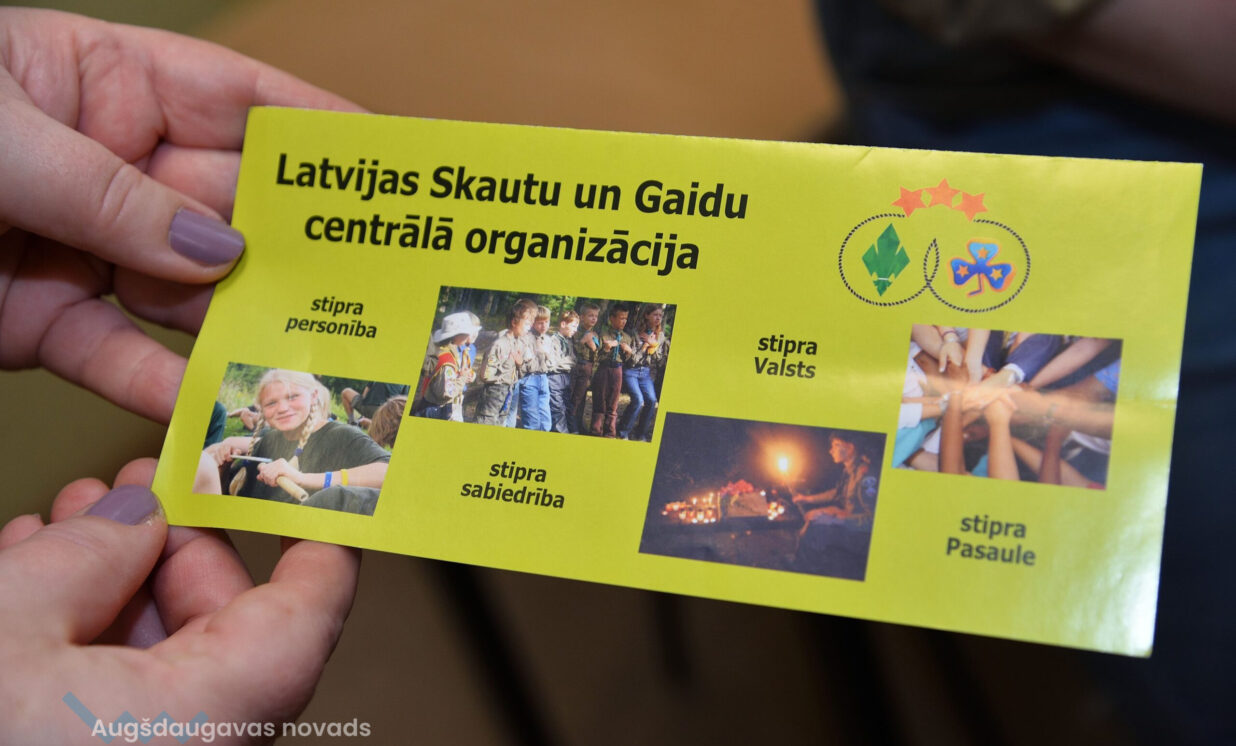 Latvijas Skautu un Gaidu
centrālā organizācija
stipra
personība
stipra
sabiedrība
stipra
Valsts
stipra
Pasaule
Augšdaugavas novads